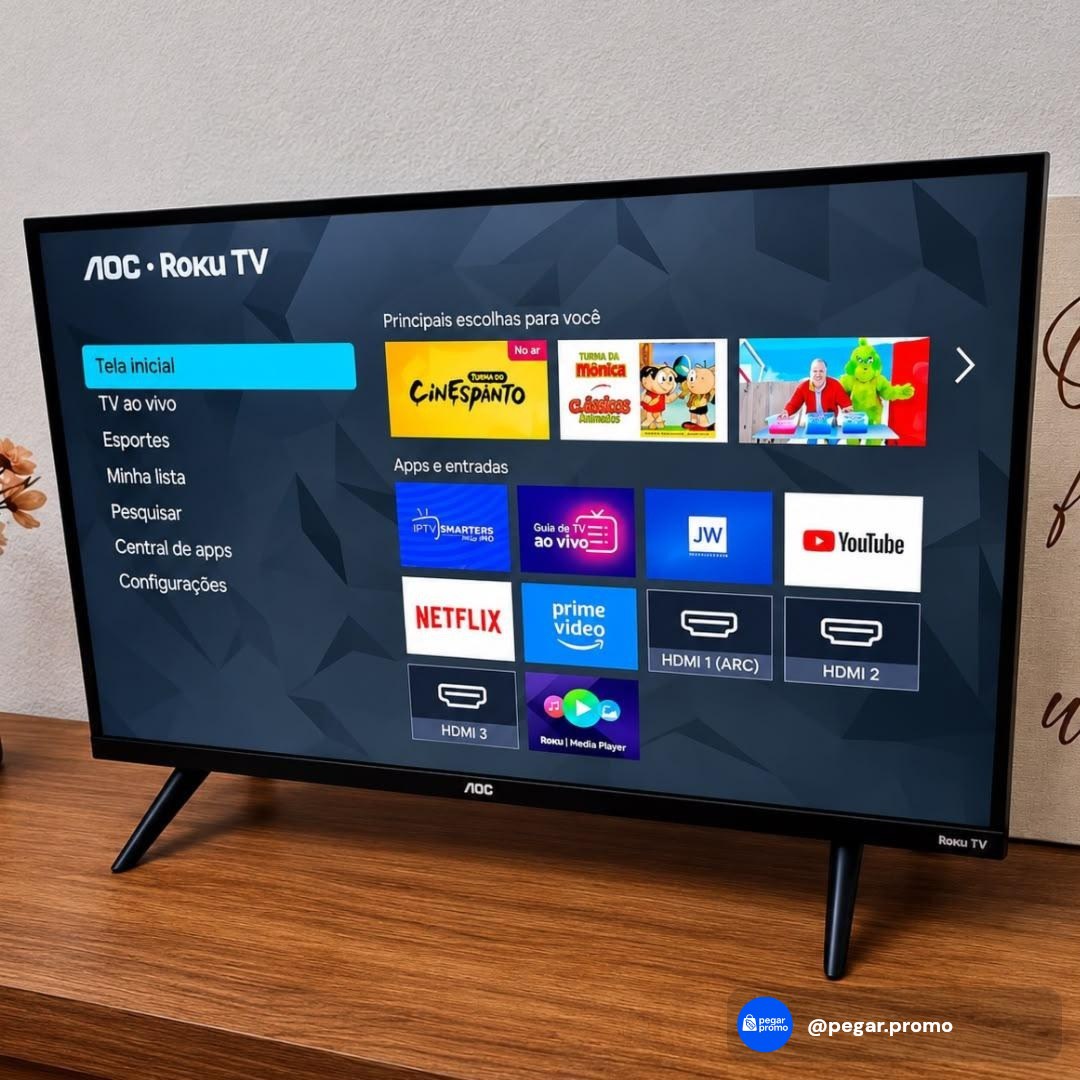 AOC • Roku TV
Tela inicial
TV ao vivo
Esportes
Minha lista
Pesquisar
Central de apps
Configurações
Principais escolhas para você
No ar
TURMA DO
CINESPANTO
TURMA DA
Mônica
CLÁSSICOS
Animados
Apps e entradas
IPTV SMARTERS
Guia de TV
ao vivo
JW
YouTube
NETFLIX
prime
video
HDMI 1 (ARC)
HDMI 2
HDMI 3
Roku | Media Player
AOC
Roku TV
pegar
promo
@pegar.promo